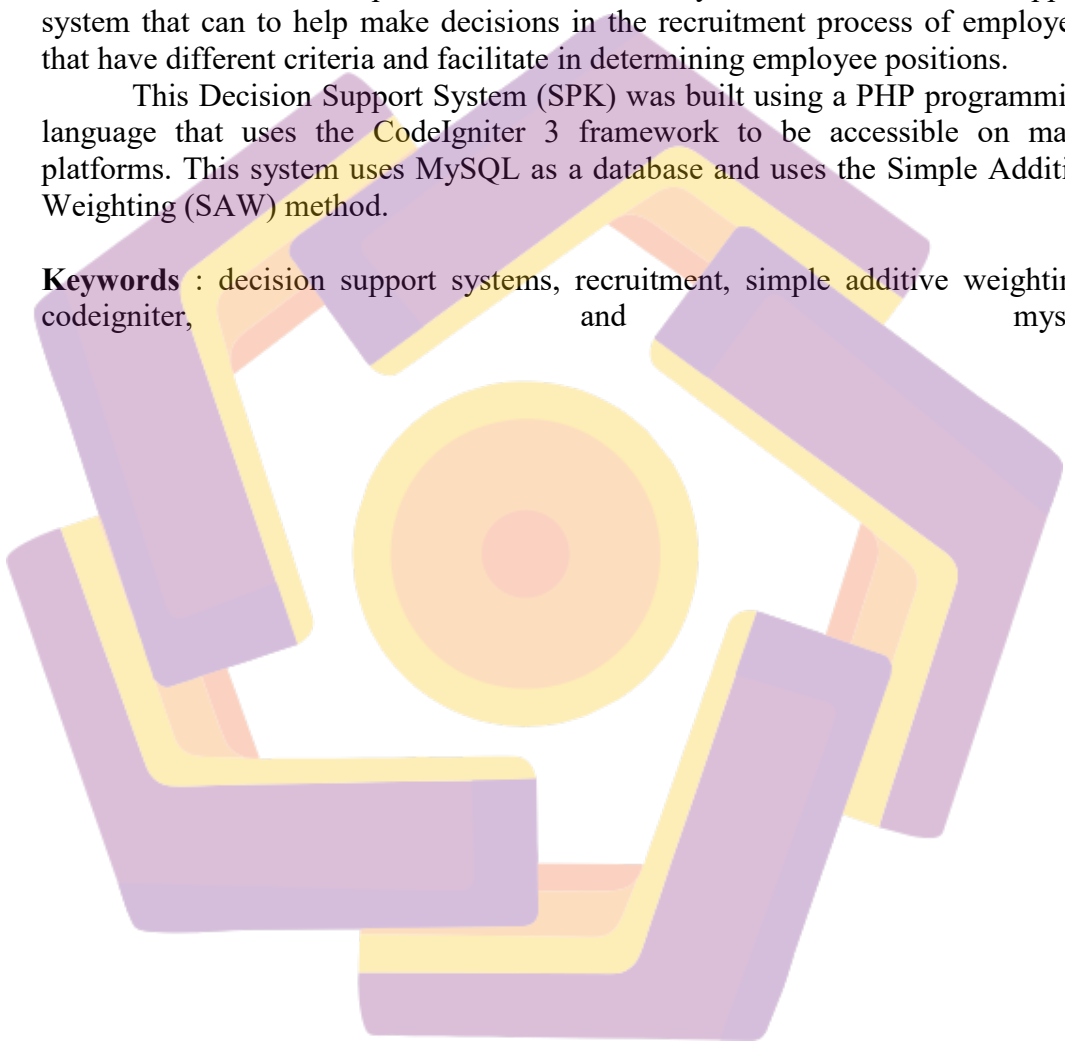 system that can to help make decisions in the recruitment process of employe
that have different criteria and facilitate in determining employee positions.
This Decision Support System (SPK) was built using a PHP programmi
language that uses the CodeIgniter 3 framework to be accessible on ma
platforms. This system uses MySQL as a database and uses the Simple Additi
Weighting (SAW) method.
Keywords : decision support systems, recruitment, simple additive weightin
codeigniter, and mys